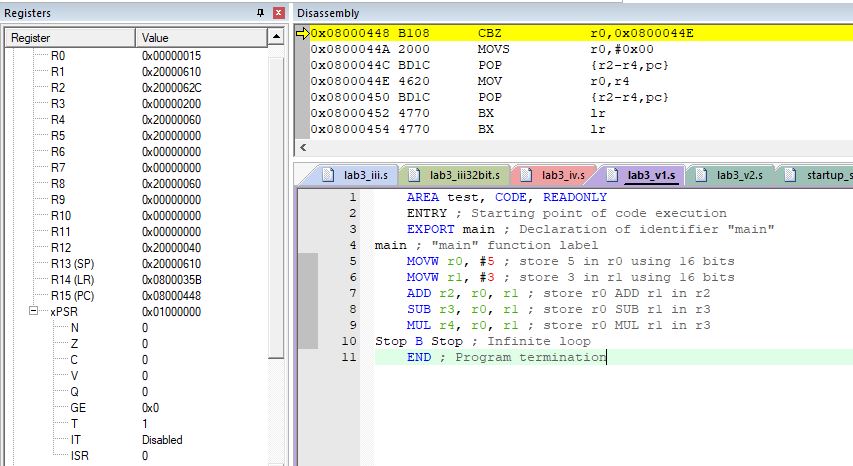 Registers
Register Value
R0 0x00000015
R1 0x20000610
R2 0x2000062C
R3 0x00000200
R4 0x20000060
R5 0x20000000
R6 0x00000000
R7 0x00000000
R8 0x20000060
R9 0x00000000
R10 0x00000000
R11 0x00000000
R12 0x20000040
R13 (SP) 0x20000610
R14 (LR) 0x0800035B
R15 (PC) 0x08000448
xPSR 0x01000000
N 0
Z 0
C 0
V 0
Q 0
GE 0x0
T 1
IT Disabled
ISR 0
Disassembly
0x08000448 B108 CBZ r0,0x0800044E
0x0800044A 2000 MOVS r0,#0x00
0x0800044C BD1C POP {r2-r4,pc}
0x0800044E 4620 MOV r0,r4
0x08000450 BD1C POP {r2-r4,pc}
0x08000452 4770 BX lr
0x08000454 4770 BX lr
lab3_iii.s lab3_iii32bit.s lab3_iv.s lab3_v1.s lab3_v2.s startup_s
1 AREA test, CODE, READONLY
2 ENTRY ; Starting point of code execution
3 EXPORT main ; Declaration of identifier "main"
4 main ; "main" function label
5 MOVW r0, #5 ; store 5 in r0 using 16 bits
6 MOVW r1, #3 ; store 3 in r1 using 16 bits
7 ADD r2, r0, r1 ; store r0 ADD r1 in r2
8 SUB r3, r0, r1 ; store r0 SUB r1 in r3
9 MUL r4, r0, r1 ; store r0 MUL r1 in r3
10 Stop B Stop ; Infinite loop
11 END ; Program termination